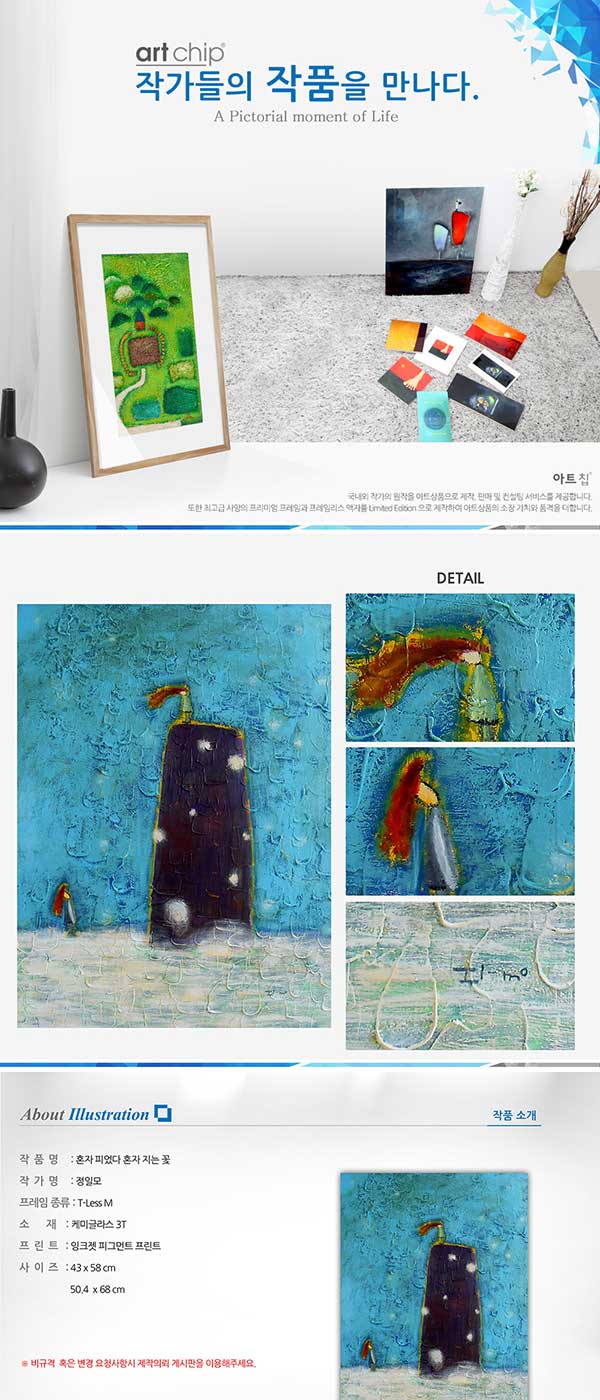 art chip®
작가들의 작품을 만나다.
A Pictorial moment of Life
아트칩®
국내외 작가의 원작을 아트상품으로 제작, 판매 및 컨설팅 서비스를 제공합니다.
또한 최고급 사양의 프리미엄 프레임과 프레임리스 액자를 Limited Edition 으로 제작하여 아트상품의 소장 가치와 품격을 더합니다.
DETAIL
About Illustration
작품 소개
작 품 명 : 혼자 피었다 혼자 지는 꽃
작 가 명 : 정일모
프레임 종류 : T-Less M
소 재 : 케미글라스 3T
프 린 트 : 잉크젯 피그먼트 프린트
사 이 즈 : 43 x 58 cm
50.4 x 68 cm
※ 비규격 혹은 변경 요청사항시 제작의뢰 게시판을 이용해주세요.